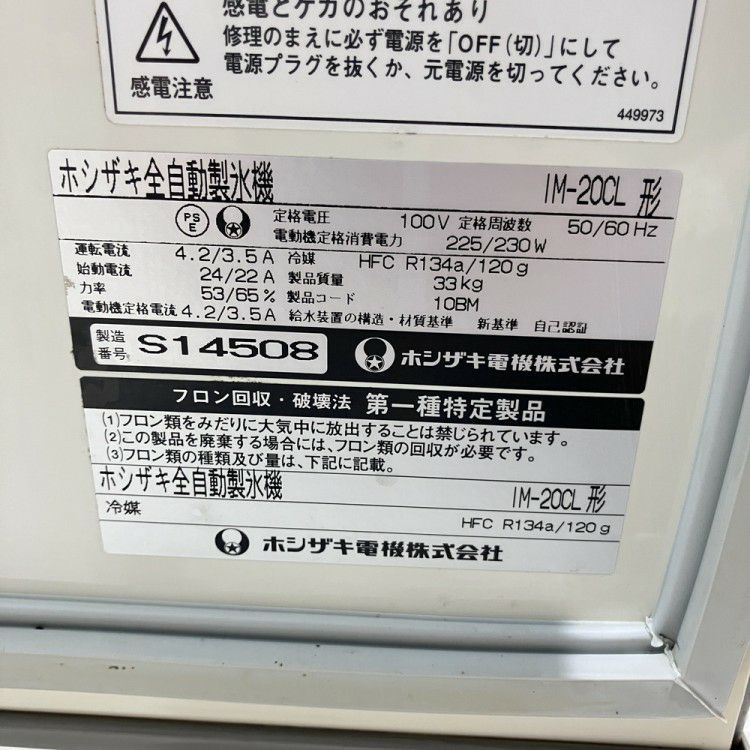 感電とケガのおそれあり
修理のまえに必ず電源を「OFF(切)」にして
電源プラグを抜くか、元電源を切ってください。
感電注意
449973
ホシザキ全自動製氷機 IM-20CL 形
PS E 定格電圧 100V 定格周波数 50/60 Hz
電動機定格消費電力 225/230 W
運転電流 4.2/3.5 A 冷媒 HFC R134a/120g
始動電流 24/22 A 製品質量 33kg
力率 53/65 % 製品コード 10BM
電動機定格電流 4.2/3.5 A 給水装置の構造・材質基準 新基準 自己認証
製造番号 S14508 ホシザキ電機株式会社
フロン回収・破壊法 第一種特定製品
(1)フロン類をみだりに大気中に放出することは禁じられています。
(2)この製品を廃棄する場合には、フロン類の回収が必要です。
(3)フロン類の種類及び量は、下記に記載。
ホシザキ全自動製氷機 IM-20CL 形
冷媒 HFC R134a/120g
ホシザキ電機株式会社